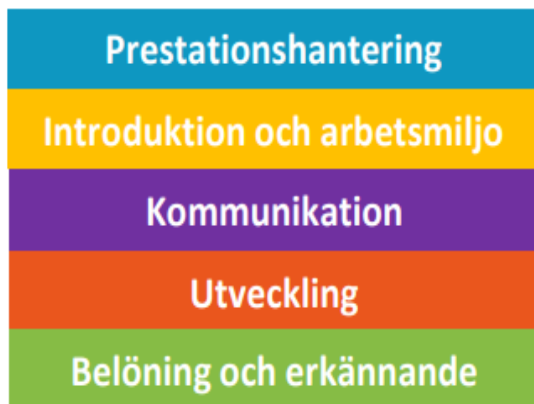 Prestationshantering
Introduktion och arbetsmiljo
Kommunikation
Utveckling
Belöning och erkännande